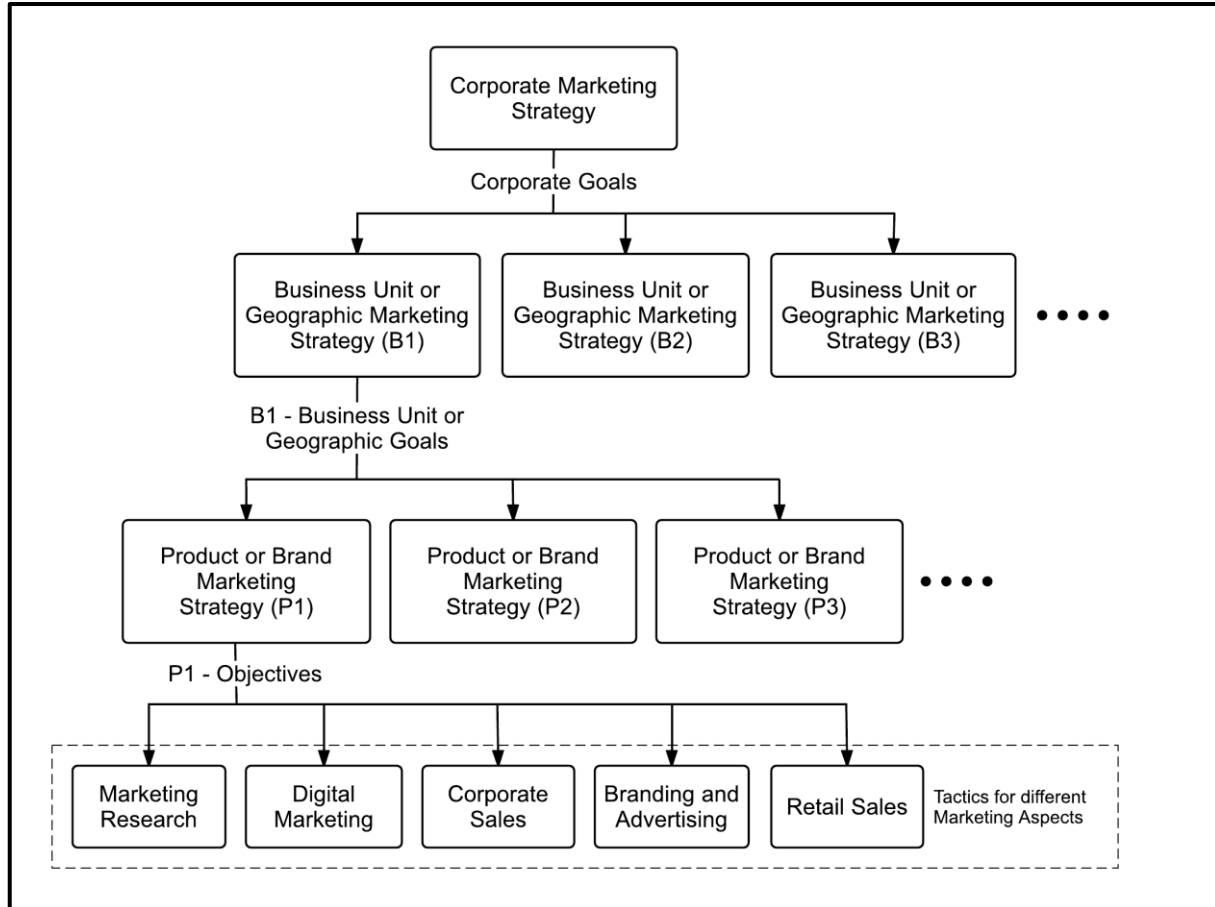 Corporate Marketing
Strategy
Corporate Goals
Business Unit or
Geographic Marketing
Strategy (B1)
Business Unit or
Geographic Marketing
Strategy (B2)
Business Unit or
Geographic Marketing
Strategy (B3)
B1 - Business Unit or
Geographic Goals
Product or Brand
Marketing
Strategy (P1)
Product or Brand
Marketing
Strategy (P2)
Product or Brand
Marketing
Strategy (P3)
P1 - Objectives
Marketing
Research
Digital
Marketing
Corporate
Sales
Branding and
Advertising
Retail Sales
Tactics for different
Marketing Aspects